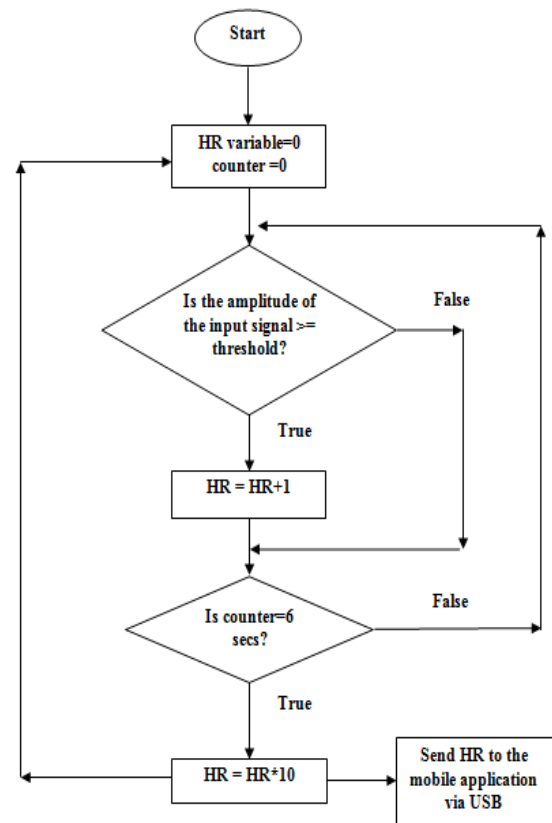 Start
HR variable=0
counter =0
Is the amplitude of
the input signal >=
threshold?
False
True
HR = HR+1
Is counter=6
secs?
False
True
HR = HR*10
Send HR to the
mobile application
via USB